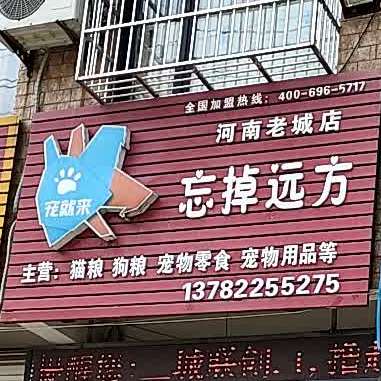 全国加盟热线：400-696-5717
河南老城店
宠就来
忘掉远方
主营：猫粮 狗粮 宠物零食 宠物用品等
13782255275